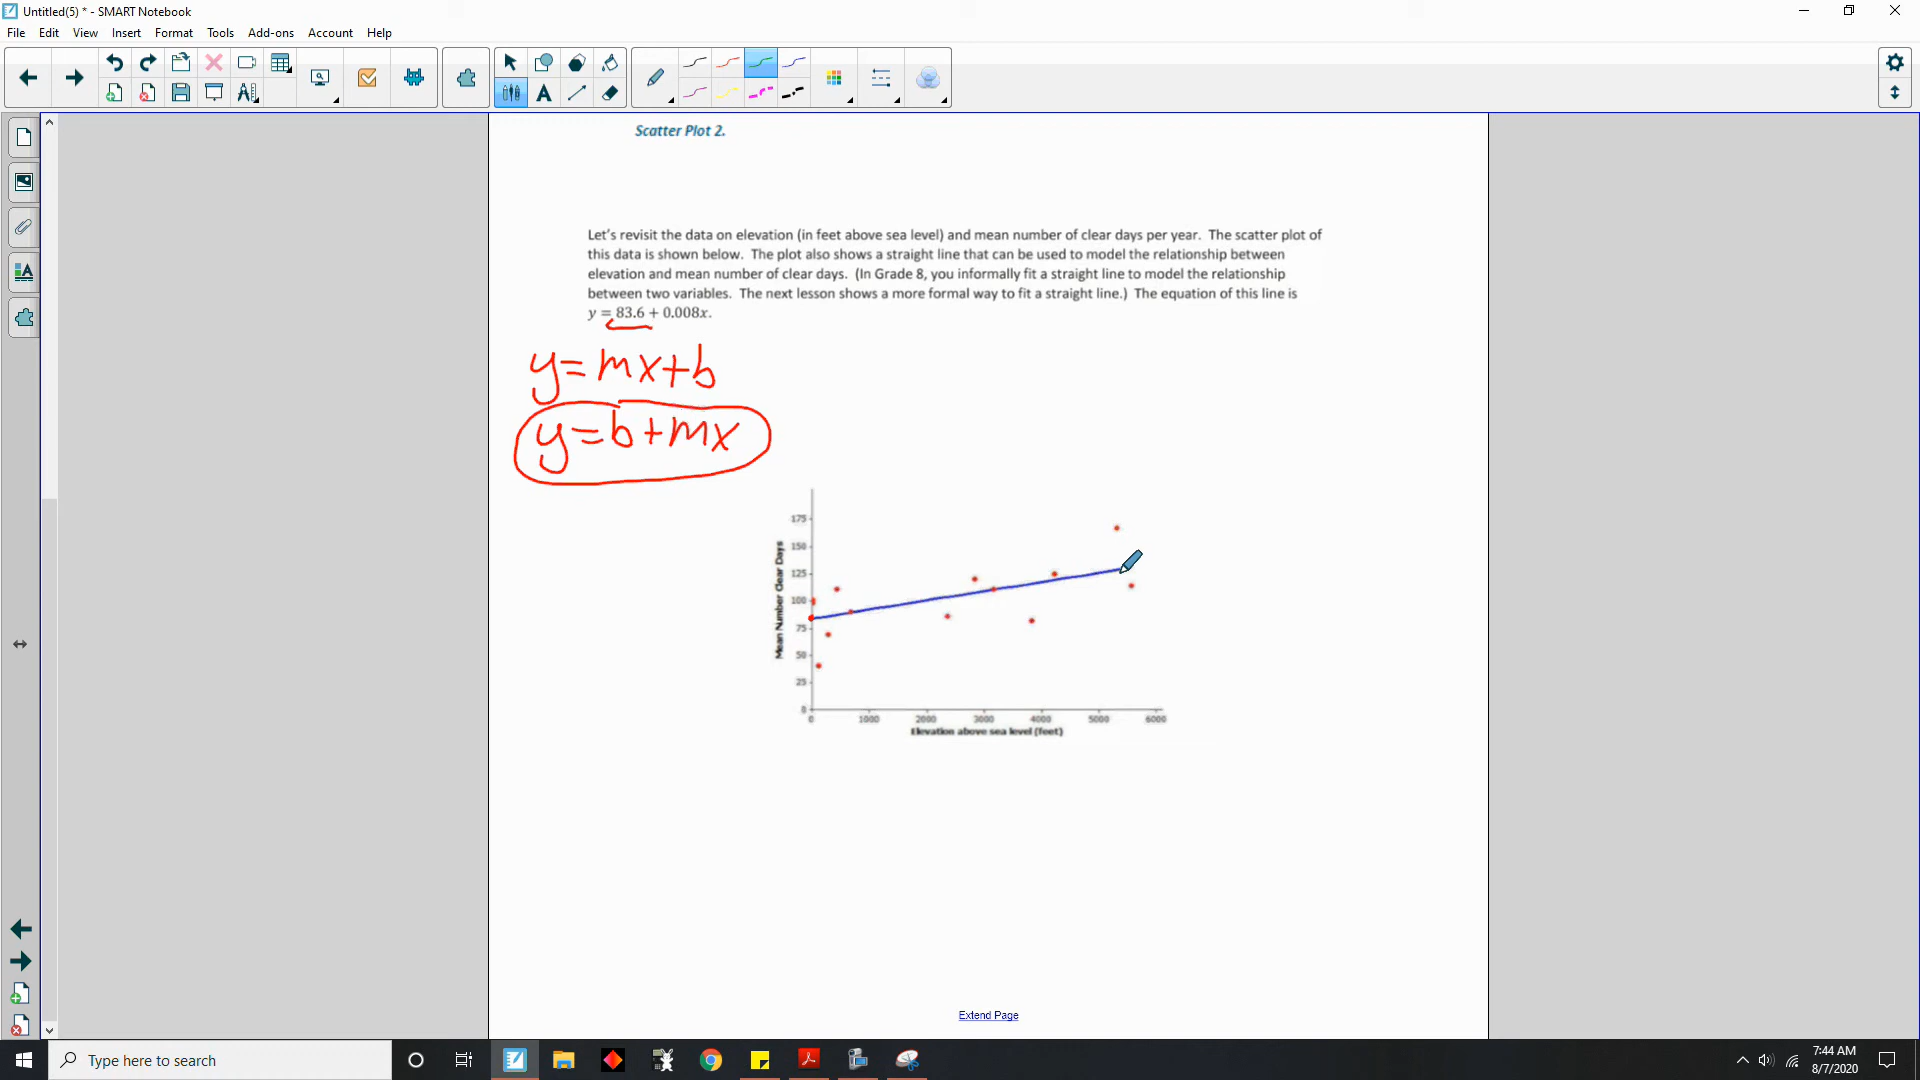 Untitled(5) * - SMART Notebook
File Edit View Insert Format Tools Add-ons Account Help
Scatter Plot 2.
Let's revisit the data on elevation (in feet above sea level) and mean number of clear days per year. The scatter plot of
this data is shown below. The plot also shows a straight line that can be used to model the relationship between
elevation and mean number of clear days. (In Grade 8, you informally fit a straight line to model the relationship
between two variables. The next lesson shows a more formal way to fit a straight line.) The equation of this line is
y = 83.6 + 0.008x.
y = mx + b
y = b + mx
Mean Number Clear Days
175
150
125
100
75
50
25
0
0 1000 2000 3000 4000 5000 6000
Elevation above sea level (feet)
Extend Page
Type here to search
7:44 AM
8/7/2020